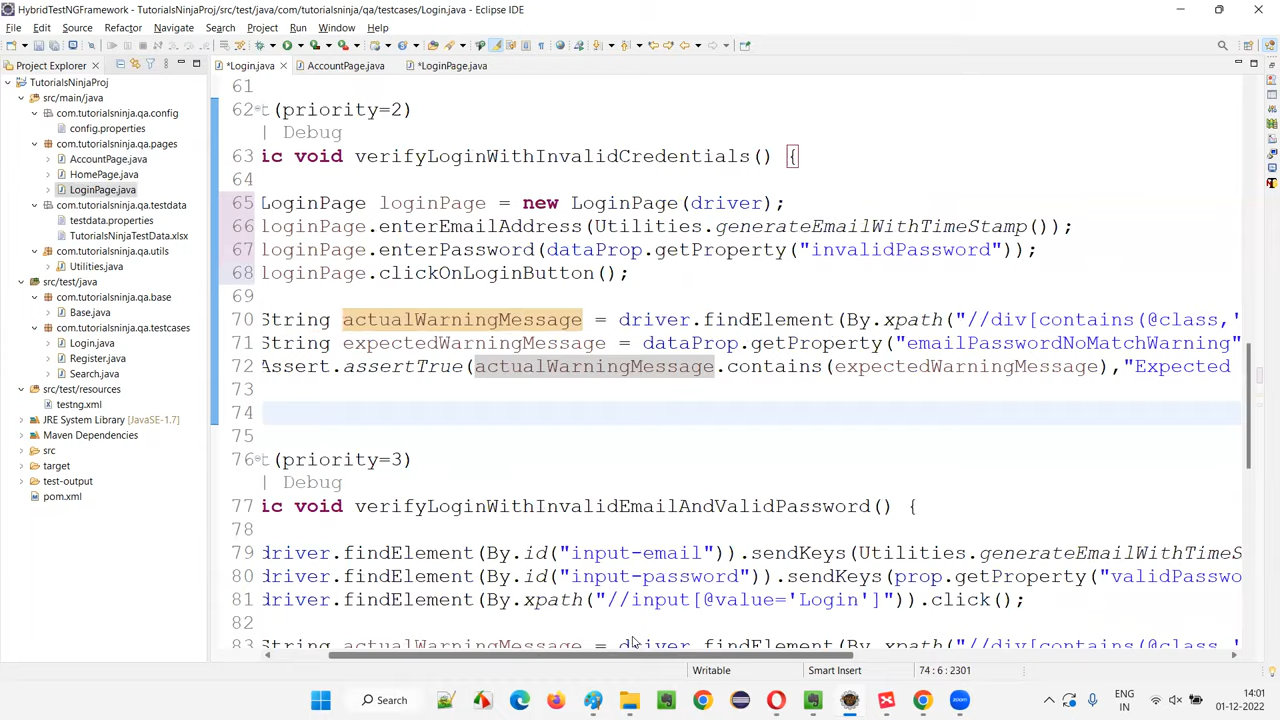 HybridTestNGFramework - TutorialsNinjaProj/src/test/java/com/tutorialsninja/qa/testcases/Login.java - Eclipse IDE
File Edit Source Refactor Navigate Search Project Run Window Help
Project Explorer
*Login.java
AccountPage.java
*LoginPage.java
TutorialsNinjaProj
src/main/java
com.tutorialsninja.qa.config
config.properties
com.tutorialsninja.qa.pages
AccountPage.java
HomePage.java
LoginPage.java
com.tutorialsninja.qa.testdata
testdata.properties
TutorialsNinjaTestData.xlsx
com.tutorialsninja.qa.utils
Utilities.java
src/test/java
com.tutorialsninja.qa.base
Base.java
com.tutorialsninja.qa.testcases
Login.java
Register.java
Search.java
src/test/resources
testng.xml
JRE System Library [JavaSE-1.7]
Maven Dependencies
src
target
test-output
pom.xml
61
62 t(priority=2)
| Debug
63 ic void verifyLoginWithInvalidCredentials() {
64
65 LoginPage loginPage = new LoginPage(driver);
66 loginPage.enterEmailAddress(Utilities.generateEmailWithTimeStamp());
67 loginPage.enterPassword(dataProp.getProperty("invalidPassword"));
68 loginPage.clickOnLoginButton();
69
70 String actualWarningMessage = driver.findElement(By.xpath("//div[contains(@class,'
71 String expectedWarningMessage = dataProp.getProperty("emailPasswordNoMatchWarning"
72 Assert.assertTrue(actualWarningMessage.contains(expectedWarningMessage),"Expected
73
74
75
76 t(priority=3)
| Debug
77 ic void verifyLoginWithInvalidEmailAndValidPassword() {
78
79 driver.findElement(By.id("input-email")).sendKeys(Utilities.generateEmailWithTimeS
80 driver.findElement(By.id("input-password")).sendKeys(prop.getProperty("validPasswo
81 driver.findElement(By.xpath("//input[@value='Login']")).click();
82
83 String actualWarningMessage = driver.findElement(By.xpath("//div[contains(@class,'
Writable Smart Insert 74 : 6 : 2301
Search
ENG
IN
14:01
01-12-2022